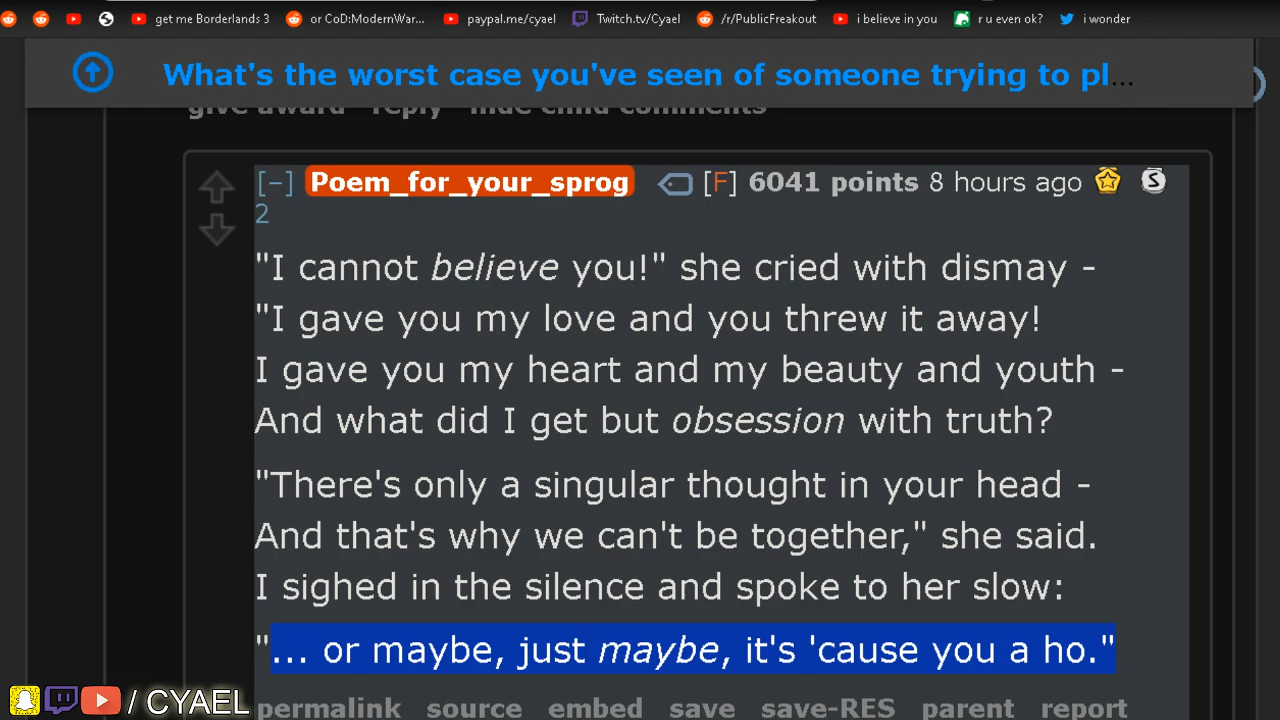 get me Borderlands 3 or CoD:ModernWar... paypal.me/cyael Twitch.tv/Cyael /r/PublicFreakout i believe in you r u even ok? i wonder
What's the worst case you've seen of someone trying to pl...
give award reply hide child comments
[−] Poem_for_your_sprog [F] 6041 points 8 hours ago S
2
"I cannot believe you!" she cried with dismay -
"I gave you my love and you threw it away!
I gave you my heart and my beauty and youth -
And what did I get but obsession with truth?
"There's only a singular thought in your head -
And that's why we can't be together," she said.
I sighed in the silence and spoke to her slow:
"... or maybe, just maybe, it's 'cause you a ho."
/ CYAEL
permalink source embed save save-RES parent report